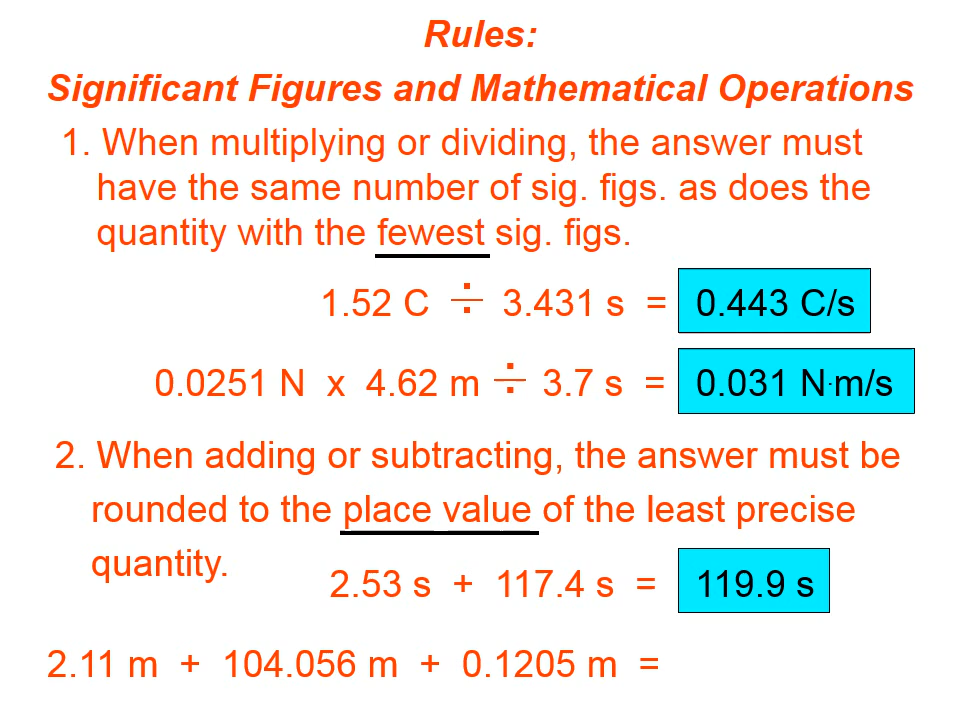 Rules:
Significant Figures and Mathematical Operations
1. When multiplying or dividing, the answer must
have the same number of sig. figs. as does the
quantity with the fewest sig. figs.
1.52 C ÷ 3.431 s = 0.443 C/s
0.0251 N x 4.62 m ÷ 3.7 s = 0.031 N·m/s
2. When adding or subtracting, the answer must be
rounded to the place value of the least precise
quantity.
2.53 s + 117.4 s = 119.9 s
2.11 m + 104.056 m + 0.1205 m =